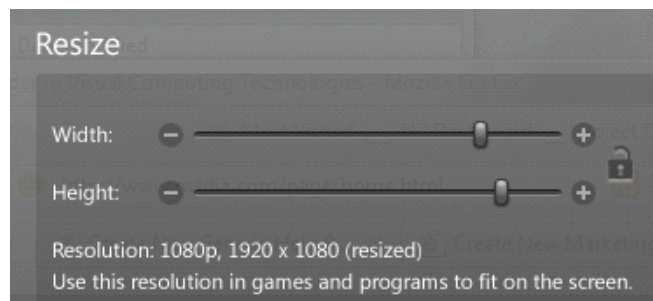 Resize
Width:
Height:
Resolution: 1080p, 1920 x 1080 (resized)
Use this resolution in games and programs to fit on the screen.